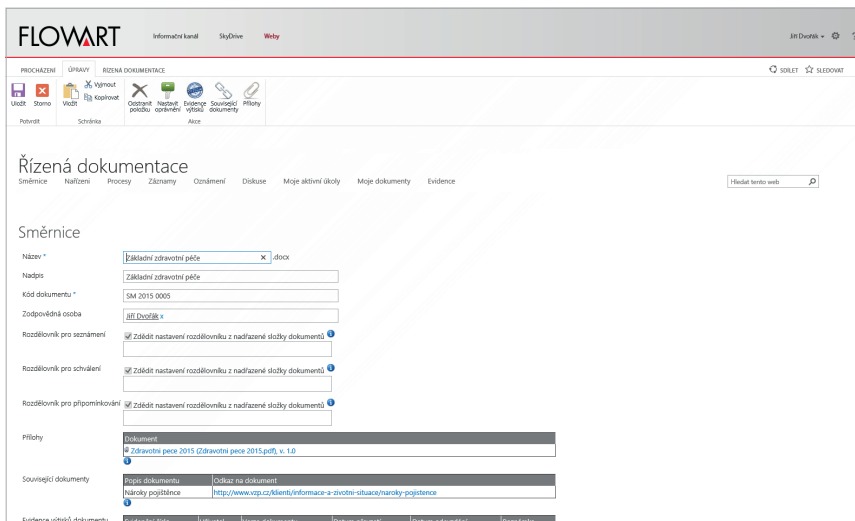 FLOWART
Informační kanál SkyDrive Weby
Jiří Dvořák
?
PROCHÁZENÍ ÚPRAVY ŘÍZENÁ DOKUMENTACE
SDÍLET SLEDOVAT
Uložit Storno Vložit Vyjmout
Kopírovat
Odstranit položku Nastavit oprávnění Evidence výtisků Související dokumenty Přílohy
Potvrdit Schránka Akce
Řízená dokumentace
Směrnice Nařízení Procesy Záznamy Oznámení Diskuse Moje aktivní úkoly Moje dokumenty Evidence
Hledat tento web
Směrnice
Název * Základní zdravotní péče × .docx
Nadpis Základní zdravotní péče
Kód dokumentu * SM 2015 0005
Zodpovědná osoba Jiří Dvořák x
Rozdělovník pro seznámení Zdědit nastavení rozdělovníku z nadřazené složky dokumentů
Rozdělovník pro schválení Zdědit nastavení rozdělovníku z nadřazené složky dokumentů
Rozdělovník pro připomínkování Zdědit nastavení rozdělovníku z nadřazené složky dokumentů
Přílohy Dokument
Zdravotni pece 2015 (Zdravotni pece 2015.pdf), v. 1.0
Související dokumenty Popis dokumentu Odkaz na dokument
Nároky pojištěnce http://www.vzp.cz/klienti/informace-a-zivotni-situace/naroky-pojistence
Evidence výtisků dokumentu